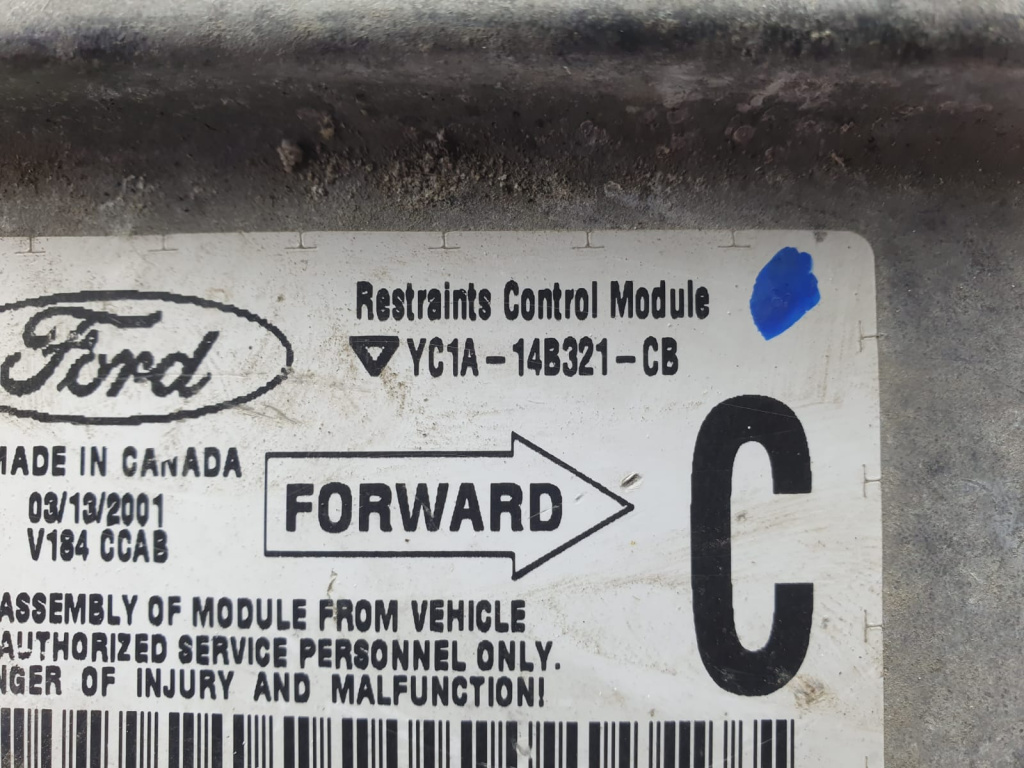 Ford
Restraints Control Module
YC1A-14B321-CB
MADE IN CANADA
03/13/2001
V184 CCAB
FORWARD
C
ASSEMBLY OF MODULE FROM VEHICLE
AUTHORIZED SERVICE PERSONNEL ONLY.
NGER OF INJURY AND MALFUNCTION!